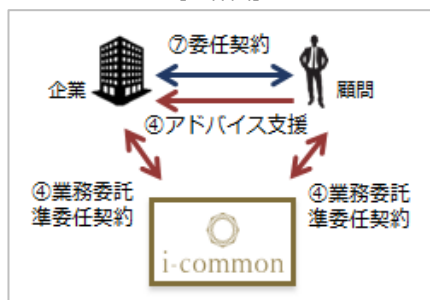 ⑦委任契約
企業
顧問
④アドバイス支援
④業務委託
準委任契約
④業務委託
準委任契約
i-common